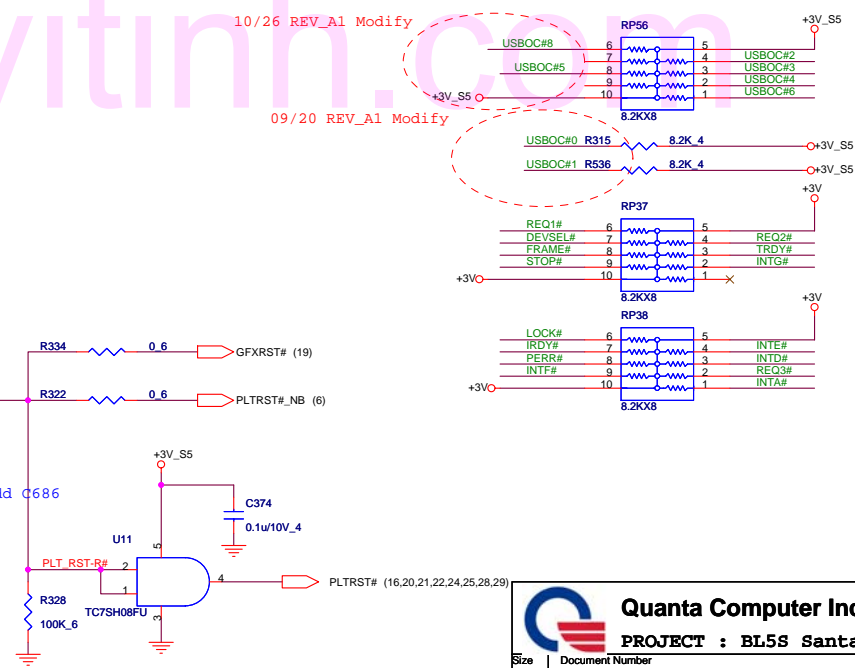 vitinh.com
10/26 REV_A1 Modify
RP56
+3V_S5
USBOC#8 6 5
7 4 USBOC#2
USBOC#5 8 3 USBOC#3
9 2 USBOC#4
+3V_S5 10 1 USBOC#6
8.2KX8
09/20 REV_A1 Modify
USBOC#0 R315 8.2K_4 +3V_S5
USBOC#1 R536 8.2K_4 +3V_S5
+3V
RP37
REQ1# 6 5
DEVSEL# 7 4 REQ2#
FRAME# 8 3 TRDY#
STOP# 9 2 INTG#
+3V 10 1
8.2KX8
+3V
RP38
LOCK# 6 5
IRDY# 7 4 INTE#
PERR# 8 3 INTD#
INTF# 9 2 REQ3#
+3V 10 1 INTA#
8.2KX8
R334 0_6 GFXRST# (19)
R322 0_6 PLTRST#_NB (6)
+3V_S5
C686
C374
0.1u/10V_4
U11
5
PLT_RST-R# 2
1
4 PLTRST# (16,20,21,22,24,25,28,29)
3
TC7SH08FU
R328
100K_6
Quanta Computer Inc
PROJECT : BL5S Santa
Size Document Number